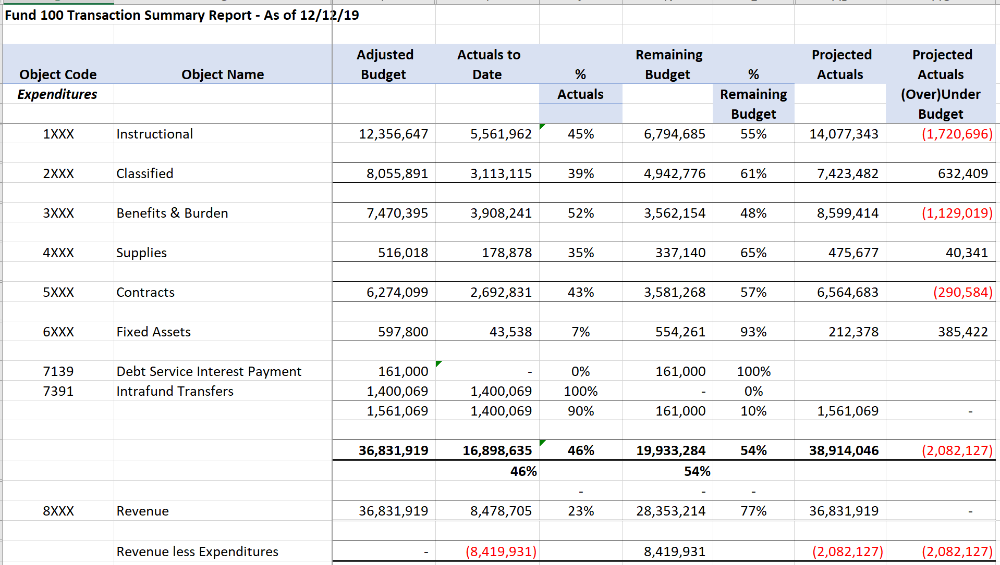 Fund 100 Transaction Summary Report - As of 12/12/19
Adjusted Actuals to Remaining Projected Projected
Object Code Object Name Budget Date % Budget % Actuals Actuals
Expenditures Actuals Remaining (Over)Under
Budget Budget
1XXX Instructional 12,356,647 5,561,962 45% 6,794,685 55% 14,077,343 (1,720,696)
2XXX Classified 8,055,891 3,113,115 39% 4,942,776 61% 7,423,482 632,409
3XXX Benefits & Burden 7,470,395 3,908,241 52% 3,562,154 48% 8,599,414 (1,129,019)
4XXX Supplies 516,018 178,878 35% 337,140 65% 475,677 40,341
5XXX Contracts 6,274,099 2,692,831 43% 3,581,268 57% 6,564,683 (290,584)
6XXX Fixed Assets 597,800 43,538 7% 554,261 93% 212,378 385,422
7139 Debt Service Interest Payment 161,000 - 0% 161,000 100%
7391 Intrafund Transfers 1,400,069 1,400,069 100% - 0%
1,561,069 1,400,069 90% 161,000 10% 1,561,069 -
36,831,919 16,898,635 46% 19,933,284 54% 38,914,046 (2,082,127)
46% 54%
- - -
8XXX Revenue 36,831,919 8,478,705 23% 28,353,214 77% 36,831,919 -
Revenue less Expenditures - (8,419,931) 8,419,931 (2,082,127) (2,082,127)